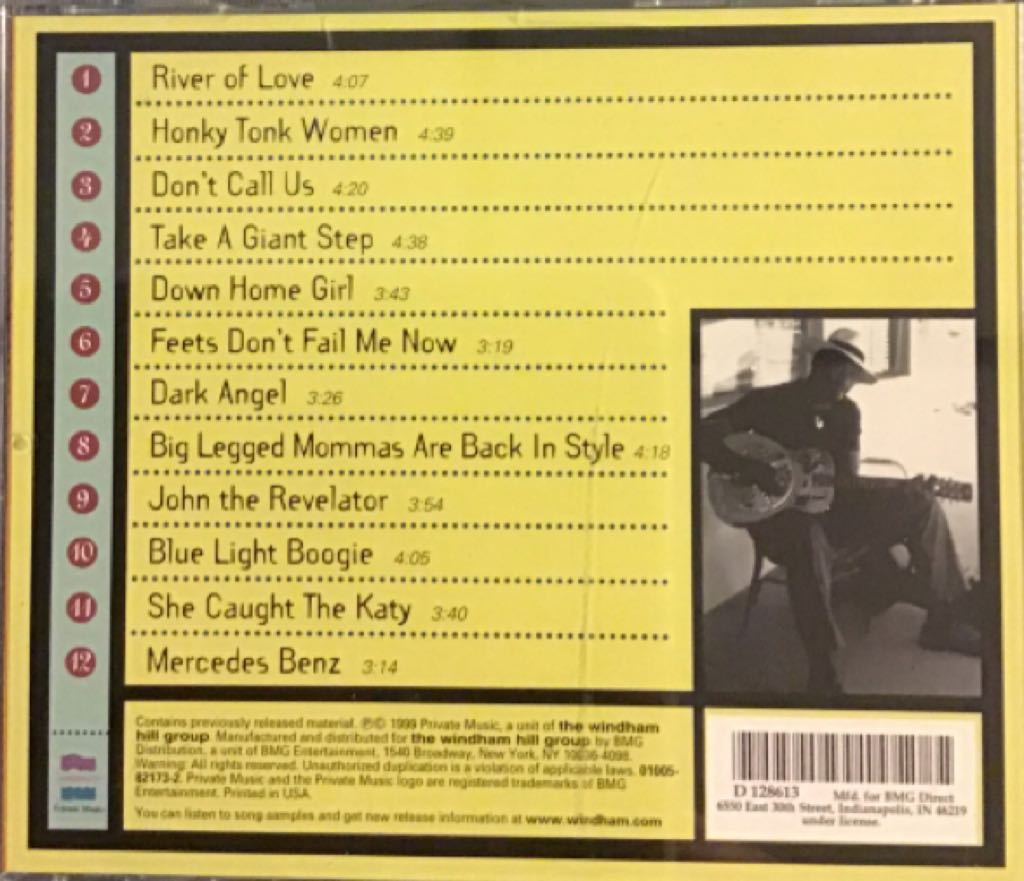 1 River of Love 4:07
2 Honky Tonk Women 4:39
3 Don't Call Us 4:20
4 Take A Giant Step 4:38
5 Down Home Girl 3:43
6 Feets Don't Fail Me Now 3:19
7 Dark Angel 3:26
8 Big Legged Mommas Are Back In Style 4:18
9 John the Revelator 3:54
10 Blue Light Boogie 4:05
11 She Caught The Katy 3:40
12 Mercedes Benz 3:14
Contains previously released material. ℗© 1999 Private Music, a unit of the windham
hill group. Manufactured and distributed for the windham hill group by BMG
Distribution, a unit of BMG Entertainment, 1540 Broadway, New York, NY 10036-4098.
Warning: All rights reserved. Unauthorized duplication is a violation of applicable laws. 01005-
82173-2. Private Music and the Private Music logo are registered trademarks of BMG
Entertainment. Printed in USA.
You can listen to song samples and get new release information at www.windham.com
D 128613 Mfd. for BMG Direct
6550 East 30th Street, Indianapolis, IN 46219
under license.